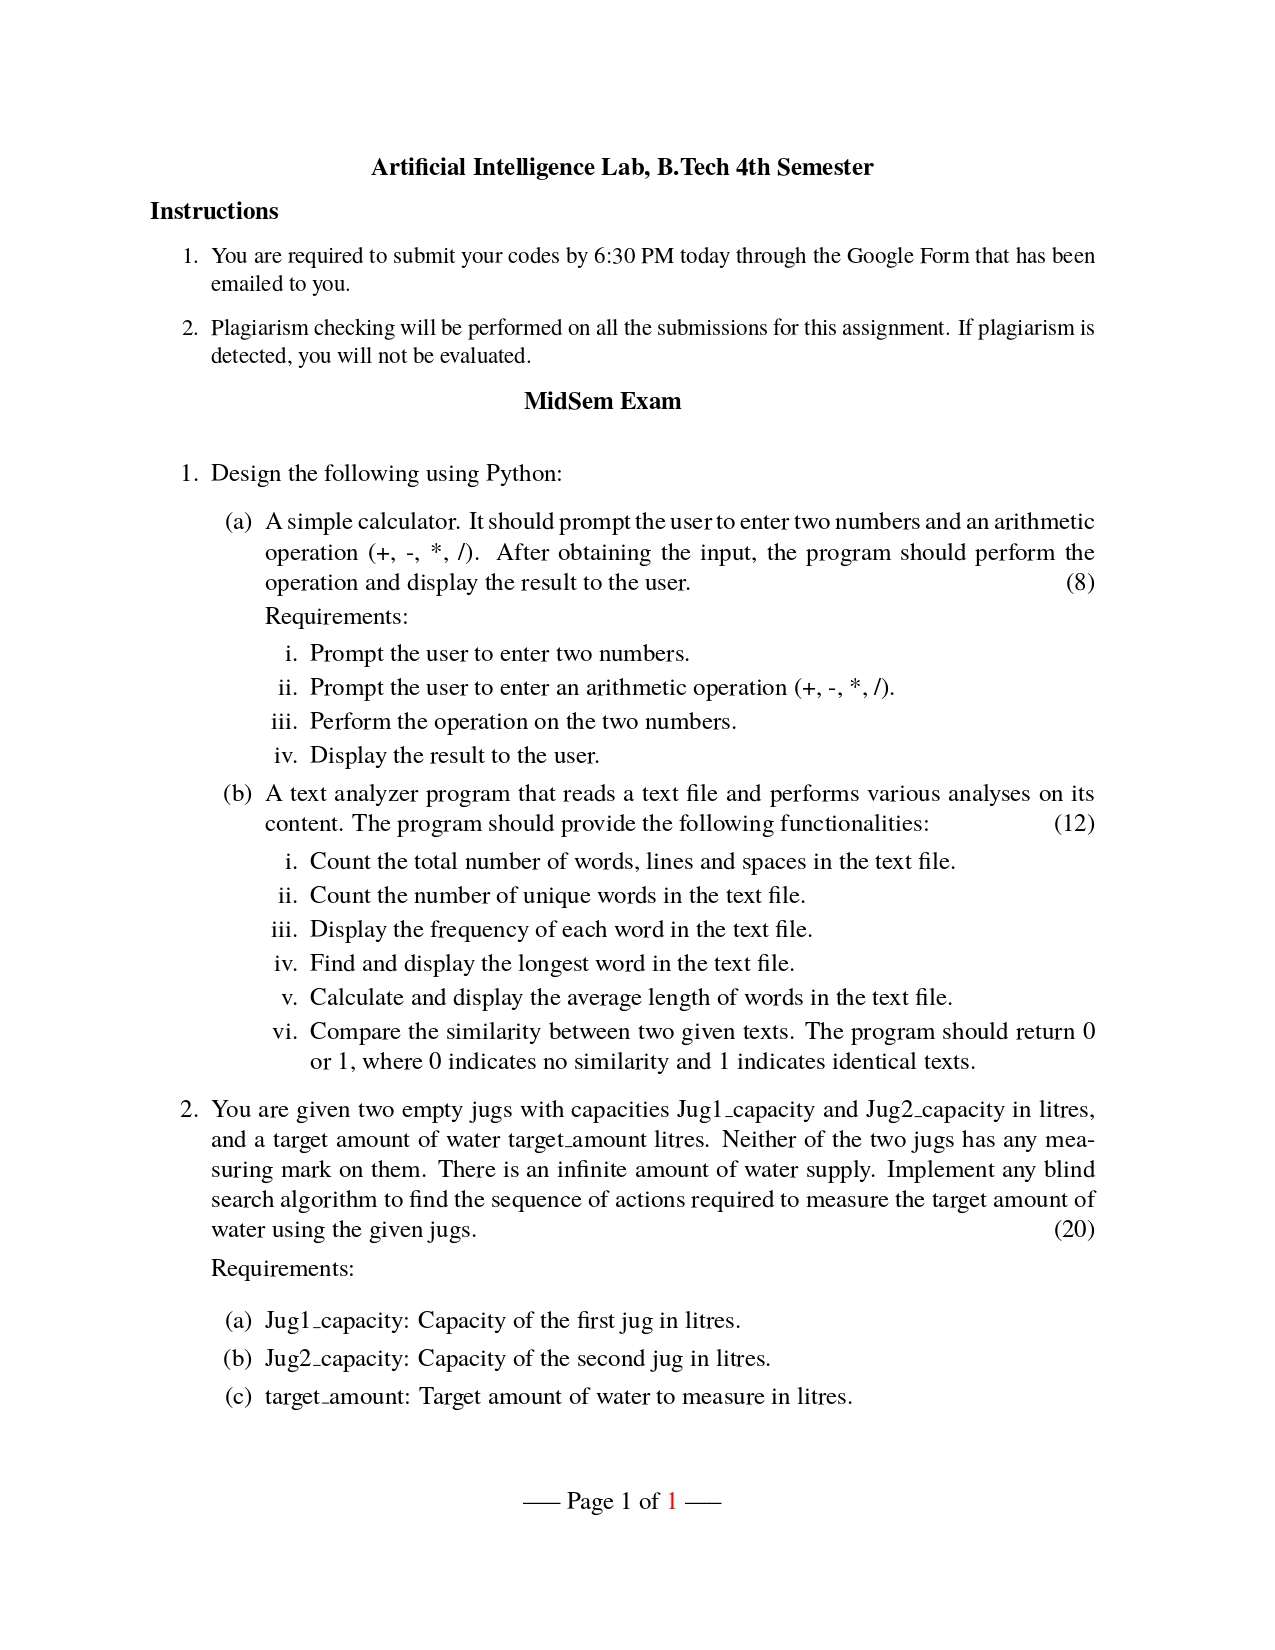 Artificial Intelligence Lab, B.Tech 4th Semester
Instructions
1. You are required to submit your codes by 6:30 PM today through the Google Form that has been
emailed to you.
2. Plagiarism checking will be performed on all the submissions for this assignment. If plagiarism is
detected, you will not be evaluated.
MidSem Exam
1. Design the following using Python:
(a) A simple calculator. It should prompt the user to enter two numbers and an arithmetic
operation (+, -, *, /). After obtaining the input, the program should perform the
operation and display the result to the user. (8)
Requirements:
i. Prompt the user to enter two numbers.
ii. Prompt the user to enter an arithmetic operation (+, -, *, /).
iii. Perform the operation on the two numbers.
iv. Display the result to the user.
(b) A text analyzer program that reads a text file and performs various analyses on its
content. The program should provide the following functionalities: (12)
i. Count the total number of words, lines and spaces in the text file.
ii. Count the number of unique words in the text file.
iii. Display the frequency of each word in the text file.
iv. Find and display the longest word in the text file.
v. Calculate and display the average length of words in the text file.
vi. Compare the similarity between two given texts. The program should return 0
or 1, where 0 indicates no similarity and 1 indicates identical texts.
2. You are given two empty jugs with capacities Jug1_capacity and Jug2_capacity in litres,
and a target amount of water target_amount litres. Neither of the two jugs has any mea-
suring mark on them. There is an infinite amount of water supply. Implement any blind
search algorithm to find the sequence of actions required to measure the target amount of
water using the given jugs. (20)
Requirements:
(a) Jug1_capacity: Capacity of the first jug in litres.
(b) Jug2_capacity: Capacity of the second jug in litres.
(c) target_amount: Target amount of water to measure in litres.
—– Page 1 of 1 —–